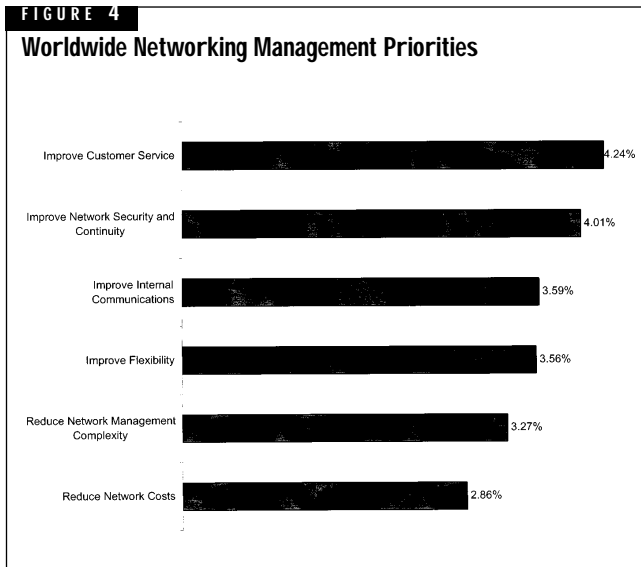 FIGURE 4
Worldwide Networking Management Priorities
Improve Customer Service
4.24%
Improve Network Security and
Continuity
4.01%
Improve Internal
Communications
3.59%
Improve Flexibility
3.56%
Reduce Network Management
Complexity
3.27%
Reduce Network Costs
2.86%